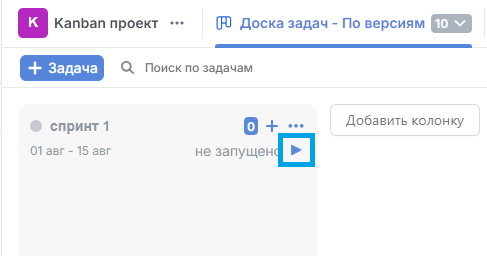 K Kanban проект ••• Доска задач - По версиям 10
+ Задача Поиск по задачам
спринт 1 0 + •••
01 авг - 15 авг не запущено
Добавить колонку